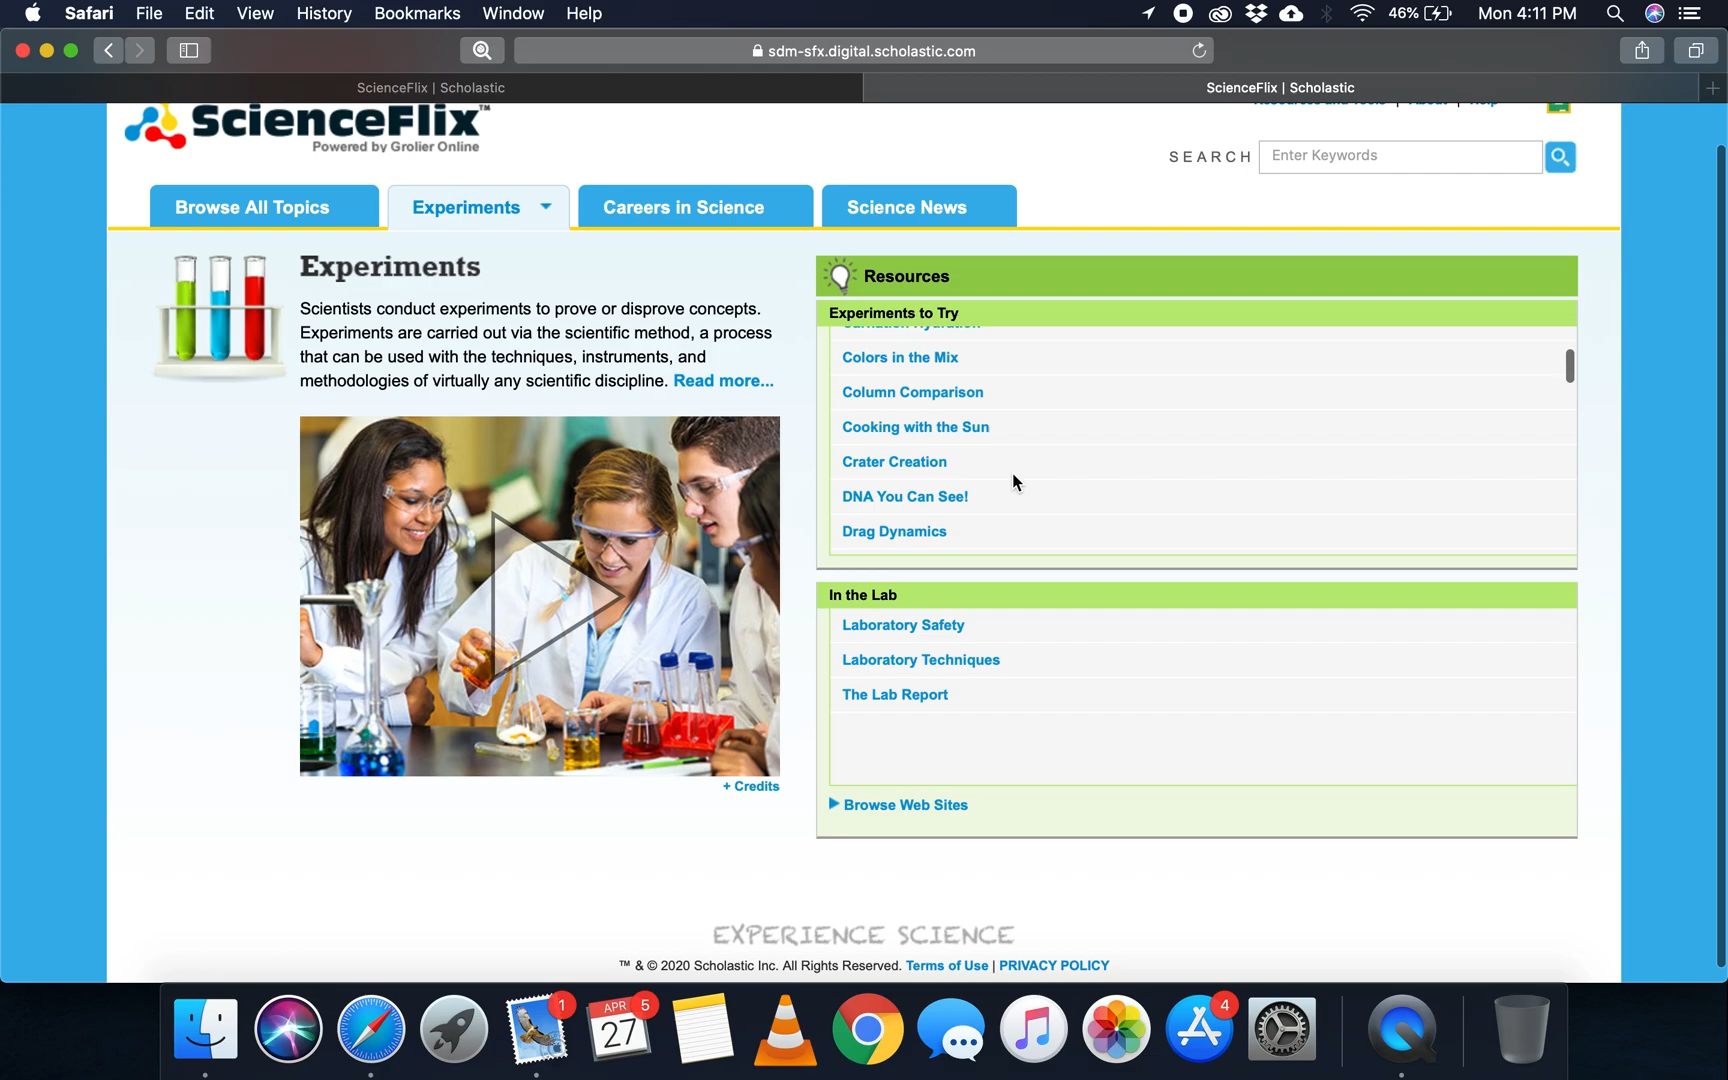 Safari File Edit View History Bookmarks Window Help 46% Mon 4:11 PM
sdm-sfx.digital.scholastic.com
ScienceFlix | Scholastic ScienceFlix | Scholastic
ScienceFlix™
Powered by Grolier Online
SEARCH Enter Keywords
Browse All Topics Experiments Careers in Science Science News
Experiments
Scientists conduct experiments to prove or disprove concepts.
Experiments are carried out via the scientific method, a process
that can be used with the techniques, instruments, and
methodologies of virtually any scientific discipline. Read more...
+ Credits
Resources
Experiments to Try
Colors in the Mix
Column Comparison
Cooking with the Sun
Crater Creation
DNA You Can See!
Drag Dynamics
In the Lab
Laboratory Safety
Laboratory Techniques
The Lab Report
Browse Web Sites
EXPERIENCE SCIENCE
™ & © 2020 Scholastic Inc. All Rights Reserved. Terms of Use | PRIVACY POLICY
1 APR 5 27 4